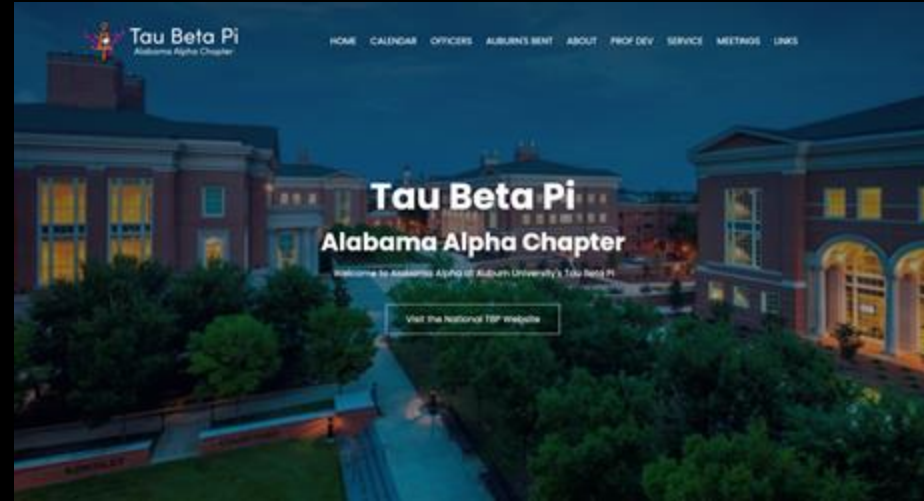 Tau Beta Pi
Alabama Alpha Chapter
HOME CALENDAR OFFICERS AUBURN'S BENT ABOUT PROF DEV SERVICE MEETINGS LINKS
Tau Beta Pi
Alabama Alpha Chapter
Welcome to Alabama Alpha at Auburn University's Tau Beta Pi
Visit the National TBP Website